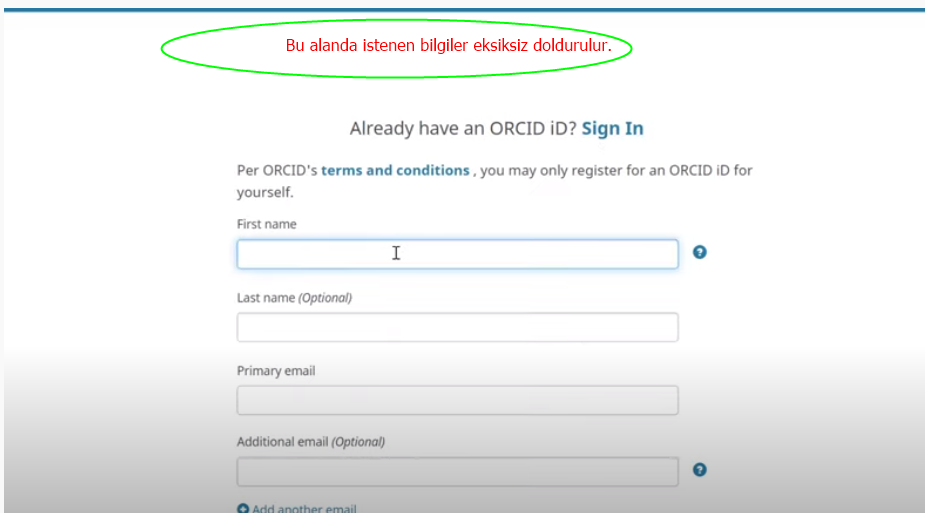 Bu alanda istenen bilgiler eksiksiz doldurulur.
Already have an ORCID iD? Sign In
Per ORCID's terms and conditions , you may only register for an ORCID iD for
yourself.
First name
Last name (Optional)
Primary email
Additional email (Optional)
Add another email